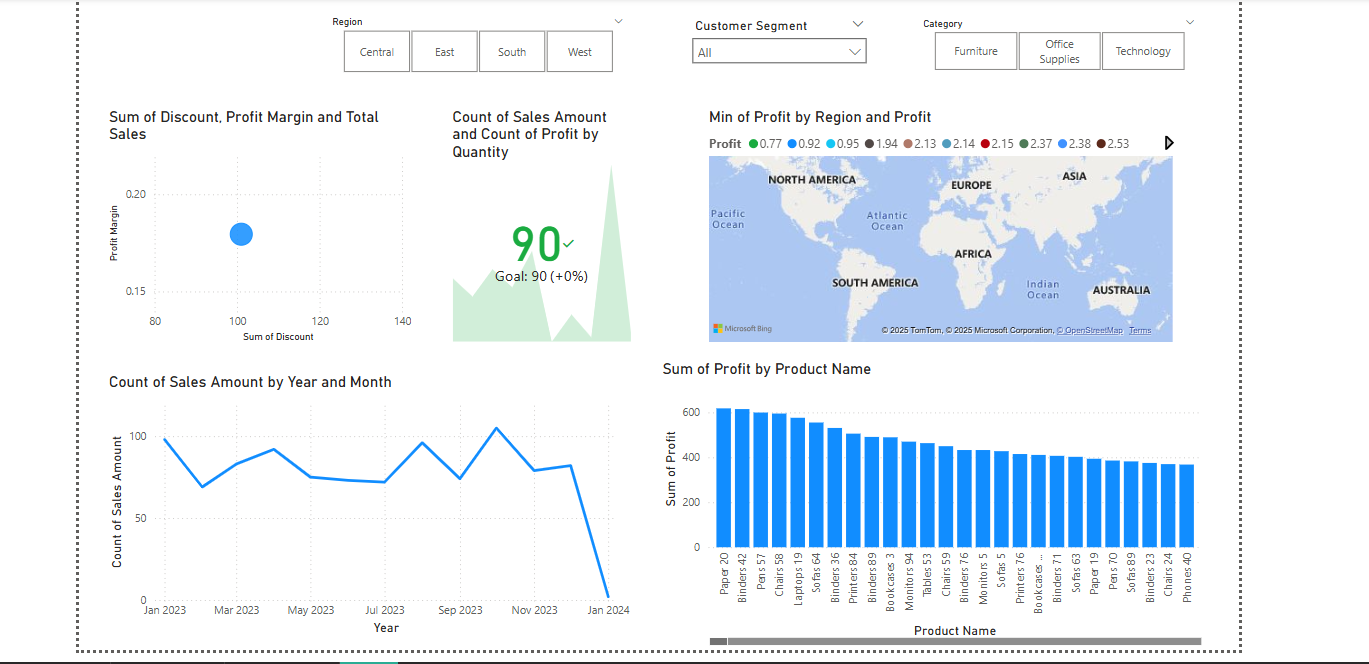 Region
Central
East
South
West
Customer Segment
All
Category
Furniture
Office
Supplies
Technology
Sum of Discount, Profit Margin and Total
Sales
0.20
0.15
Profit Margin
80
100
120
140
Sum of Discount
Count of Sales Amount
and Count of Profit by
Quantity
90
Goal: 90 (+0%)
Min of Profit by Region and Profit
Profit 0.77 0.92 0.95 1.94 2.13 2.14 2.15 2.37 2.38 2.53
NORTH AMERICA
EUROPE
ASIA
Pacific
Ocean
Atlantic
Ocean
AFRICA
SOUTH AMERICA
Indian
Ocean
AUSTRALIA
Microsoft Bing
© 2025 TomTom, © 2025 Microsoft Corporation, © OpenStreetMap Terms
Count of Sales Amount by Year and Month
100
50
0
Count of Sales Amount
Jan 2023
Mar 2023
May 2023
Jul 2023
Sep 2023
Nov 2023
Jan 2024
Year
Sum of Profit by Product Name
600
400
200
0
Sum of Profit
Paper 20
Binders 42
Pens 57
Chairs 58
Laptops 19
Sofas 64
Binders 36
Printers 84
Binders 89
Bookcases 3
Monitors 94
Tables 53
Chairs 59
Binders 76
Monitors 5
Sofas 5
Printers 76
Bookcases ...
Binders 71
Sofas 63
Paper 19
Pens 70
Sofas 89
Binders 23
Chairs 24
Phones 40
Product Name